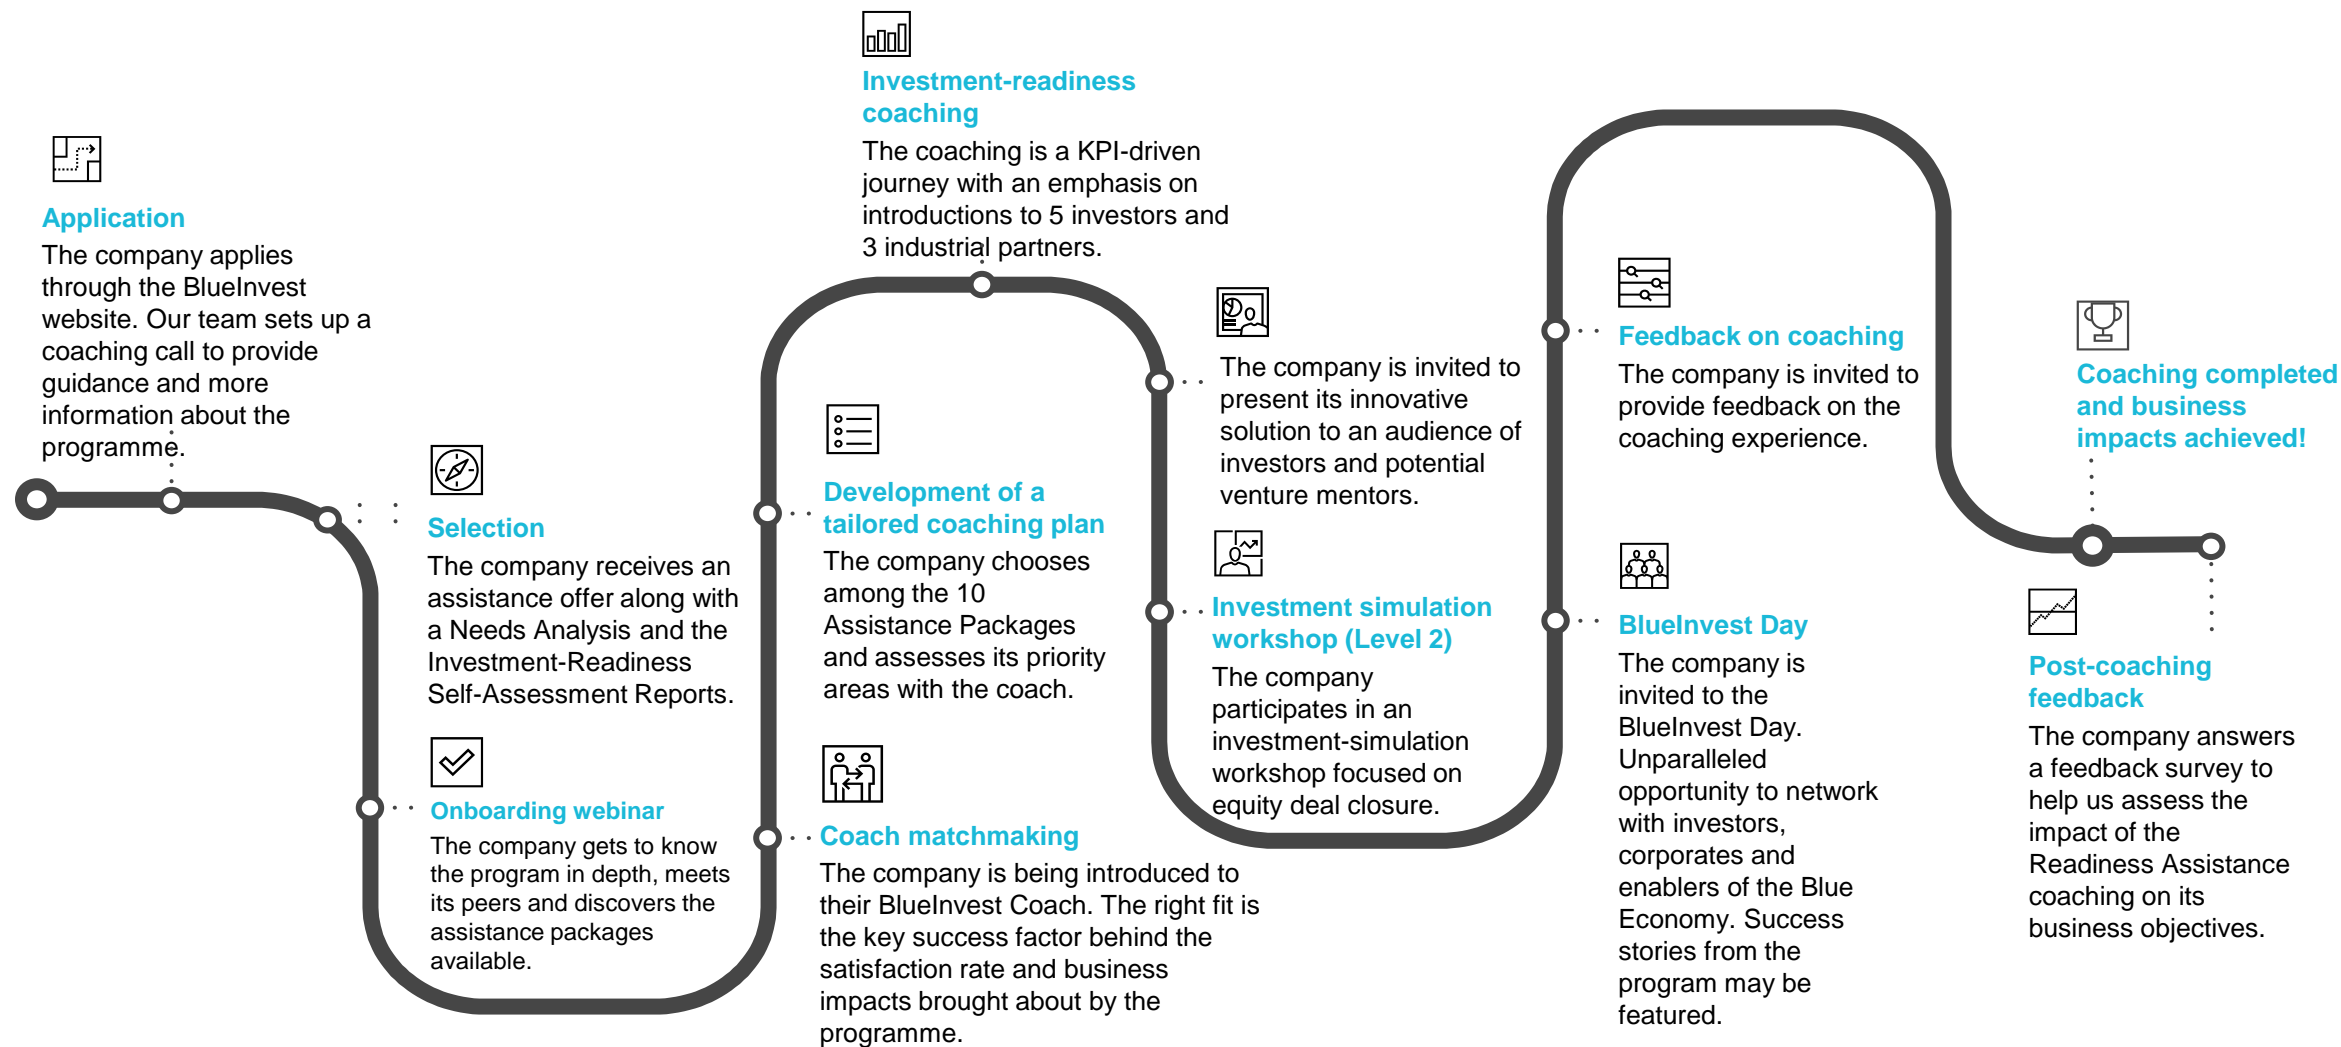 Application
The company applies
through the BlueInvest
website. Our team sets up a
coaching call to provide
guidance and more
information about the
programme.
Selection
The company receives an
assistance offer along with
a Needs Analysis and the
Investment-Readiness
Self-Assessment Reports.
Onboarding webinar
The company gets to know
the program in depth, meets
its peers and discovers the
assistance packages
available.
Coach matchmaking
The company is being introduced to
their BlueInvest Coach. The right fit is
the key success factor behind the
satisfaction rate and business
impacts brought about by the
programme.
Development of a
tailored coaching plan
The company chooses
among the 10
Assistance Packages
and assesses its priority
areas with the coach.
Investment-readiness
coaching
The coaching is a KPI-driven
journey with an emphasis on
introductions to 5 investors and
3 industrial partners.
The company is invited to
present its innovative
solution to an audience of
investors and potential
venture mentors.
Investment simulation
workshop (Level 2)
The company
participates in an
investment-simulation
workshop focused on
equity deal closure.
BlueInvest Day
The company is
invited to the
BlueInvest Day.
Unparalleled
opportunity to network
with investors,
corporates and
enablers of the Blue
Economy. Success
stories from the
program may be
featured.
Feedback on coaching
The company is invited to
provide feedback on the
coaching experience.
Coaching completed
and business
impacts achieved!
Post-coaching
feedback
The company answers
a feedback survey to
help us assess the
impact of the
Readiness Assistance
coaching on its
business objectives.